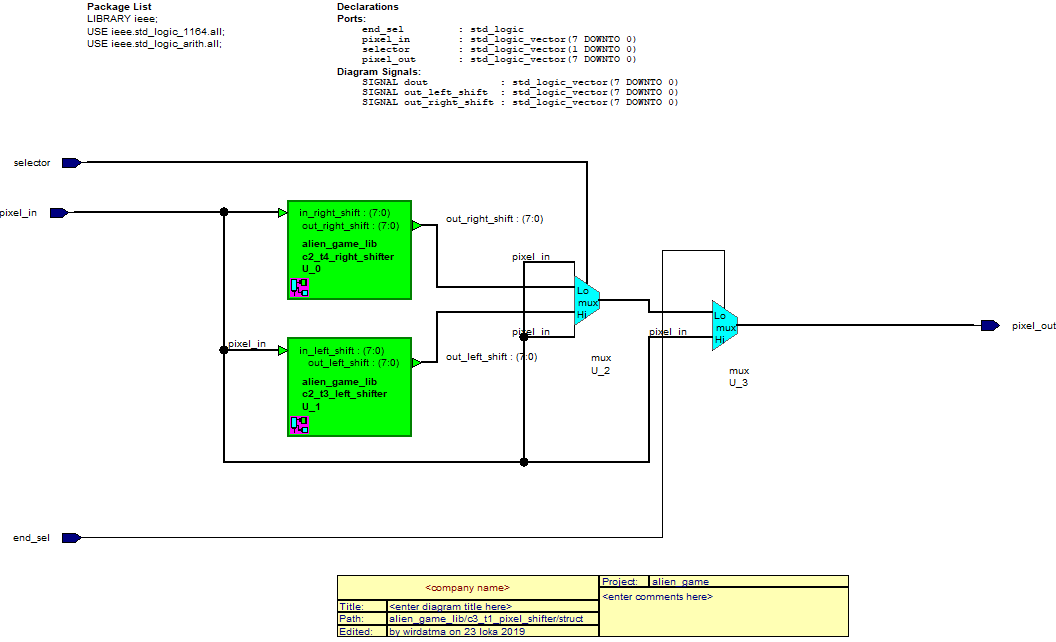 Package List
LIBRARY ieee;
USE ieee.std_logic_1164.all;
USE ieee.std_logic_arith.all;
Declarations
Ports:
end_sel : std_logic
pixel_in : std_logic_vector(7 DOWNTO 0)
selector : std_logic_vector(1 DOWNTO 0)
pixel_out : std_logic_vector(7 DOWNTO 0)
Diagram Signals:
SIGNAL dout : std_logic_vector(7 DOWNTO 0)
SIGNAL out_left_shift : std_logic_vector(7 DOWNTO 0)
SIGNAL out_right_shift : std_logic_vector(7 DOWNTO 0)
selector
pixel_in
in_right_shift : (7:0)
out_right_shift : (7:0)
alien_game_lib
c2_t4_right_shifter
U_0
out_right_shift : (7:0)
pixel_in
Lo
mux
Hi
pixel_in
mux
U_2
pixel_in
Lo
mux
Hi
mux
U_3
pixel_out
pixel_in
in_left_shift : (7:0)
out_left_shift : (7:0)
alien_game_lib
c2_t3_left_shifter
U_1
out_left_shift : (7:0)
end_sel
<company name>
Title: <enter diagram title here>
Path: alien_game_lib/c3_t1_pixel_shifter/struct
Edited: by wirdatma on 23 loka 2019
Project: alien_game
<enter comments here>